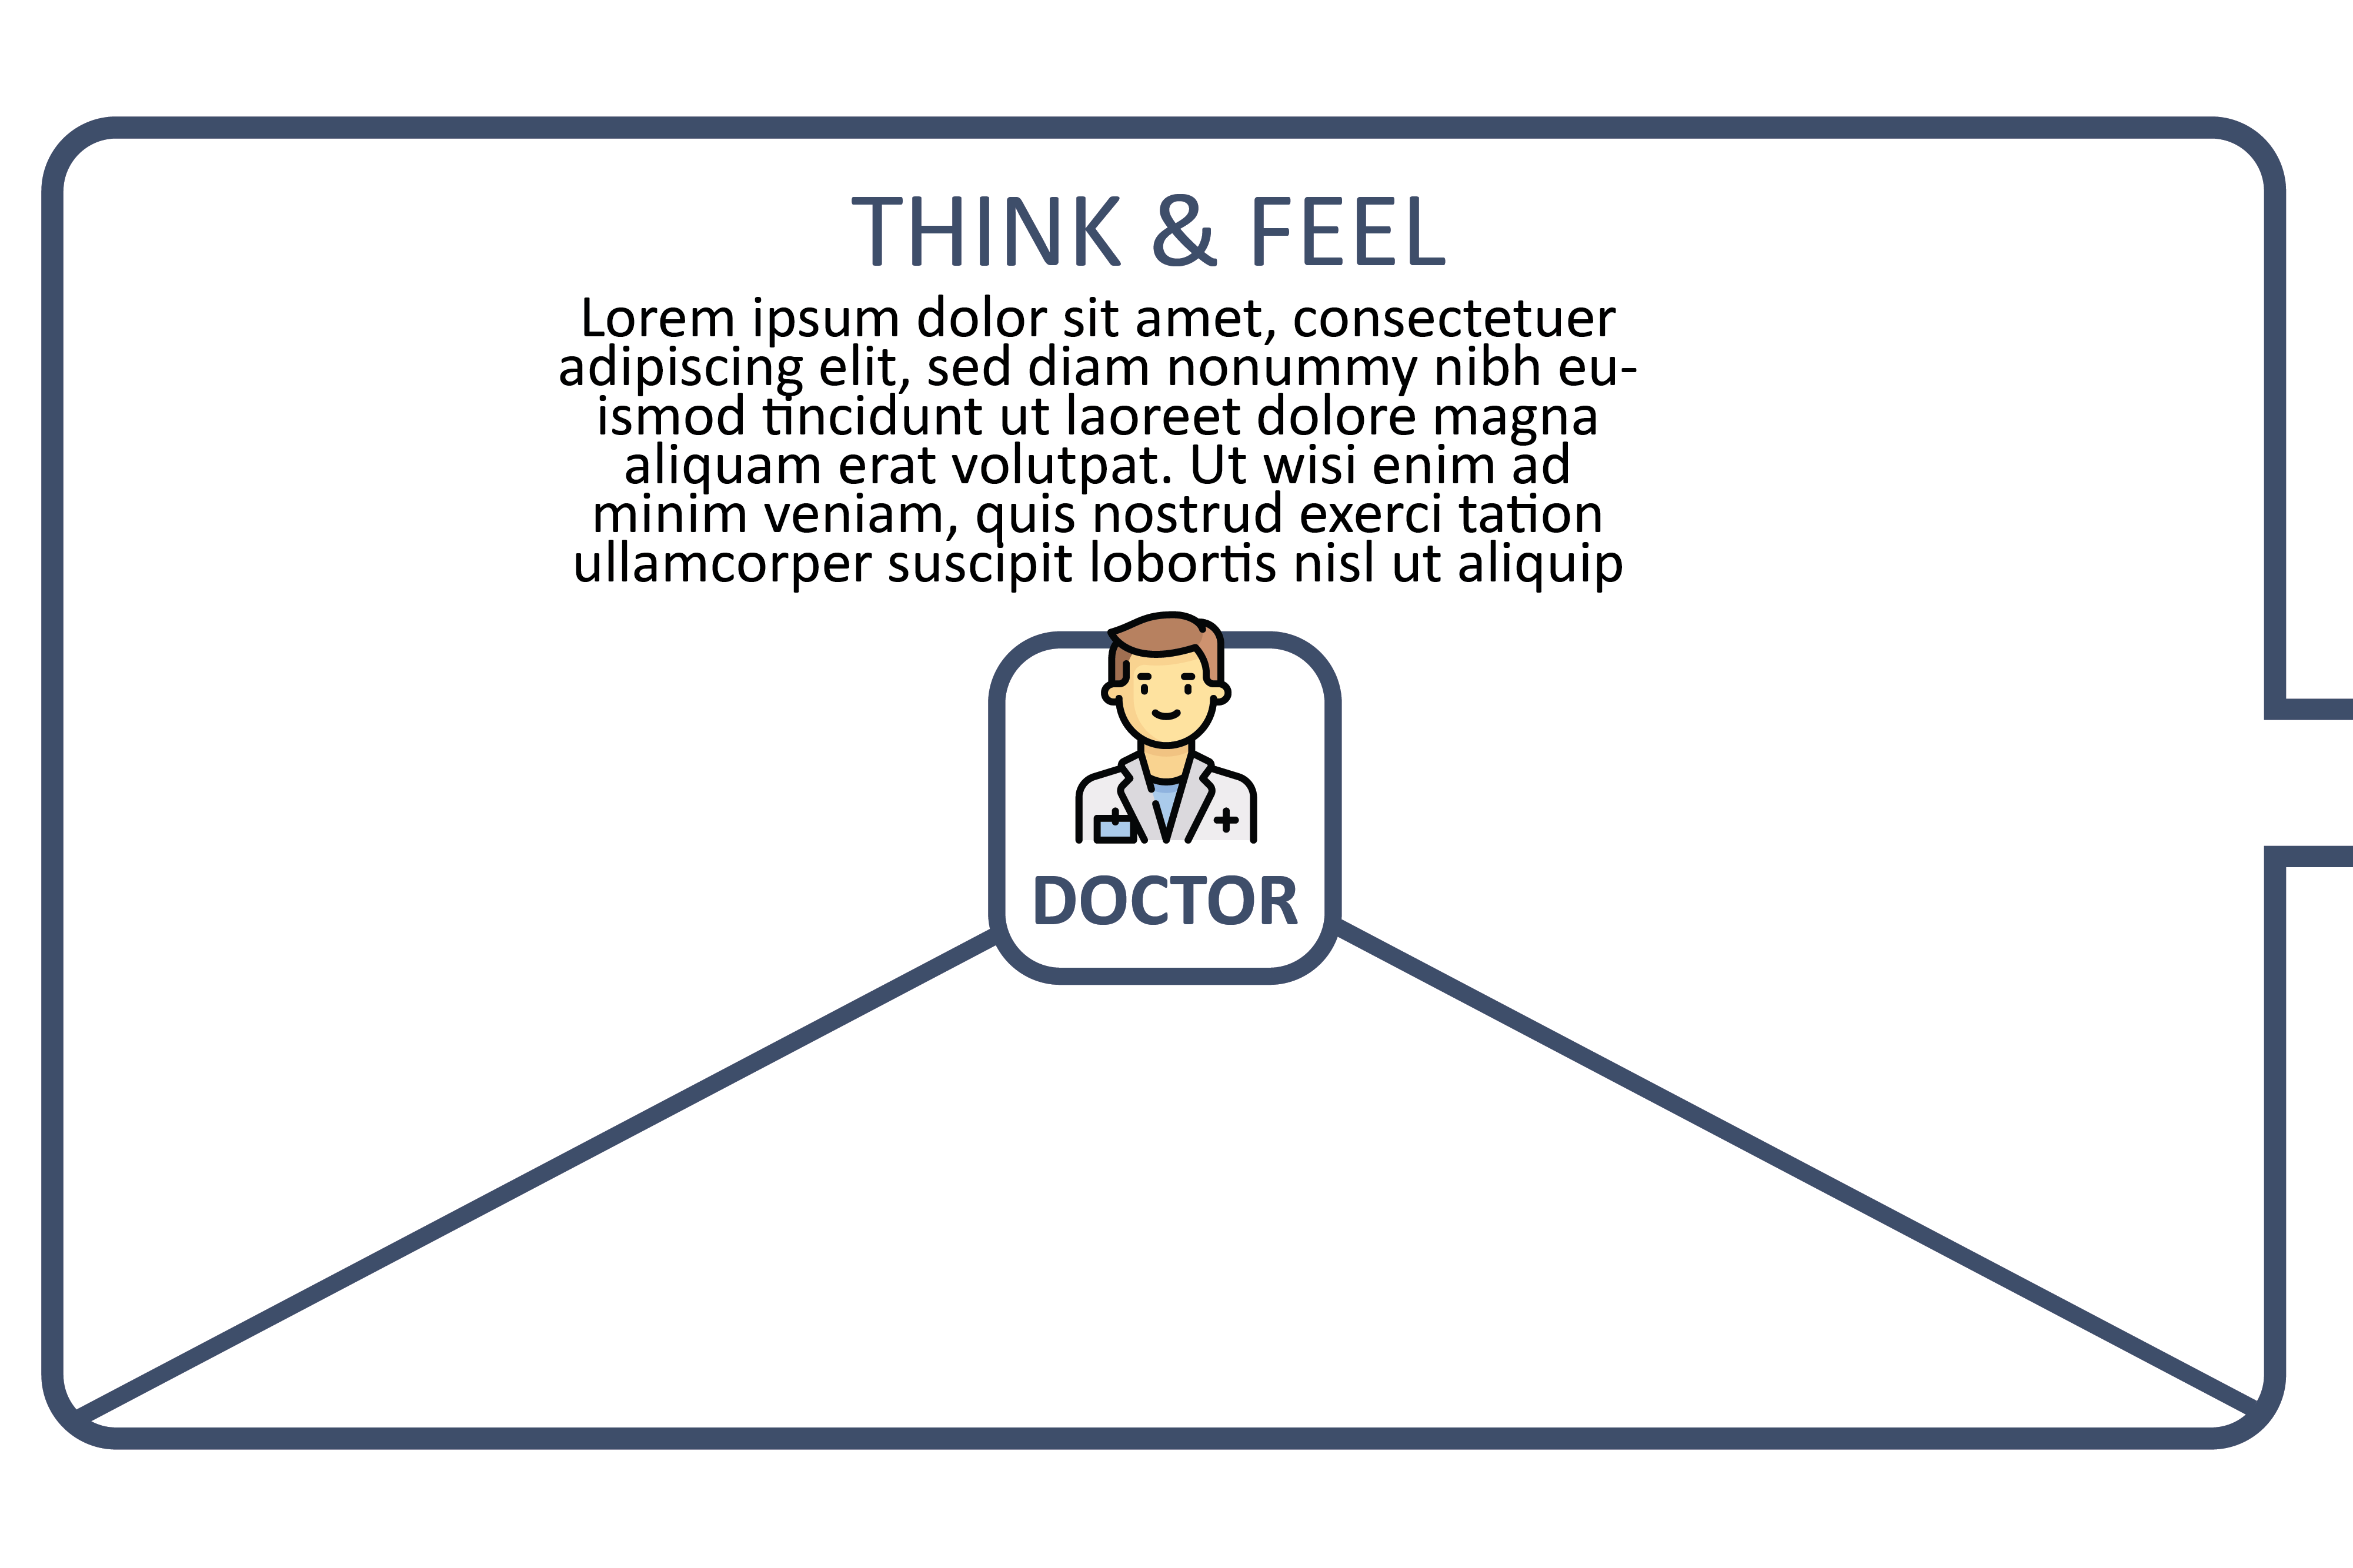 THINK & FEEL
Lorem ipsum dolor sit amet, consectetuer
adipiscing elit, sed diam nonummy nibh eu-
ismod tincidunt ut laoreet dolore magna
aliquam erat volutpat. Ut wisi enim ad
minim veniam, quis nostrud exerci tation
ullamcorper suscipit lobortis nisl ut aliquip
DOCTOR